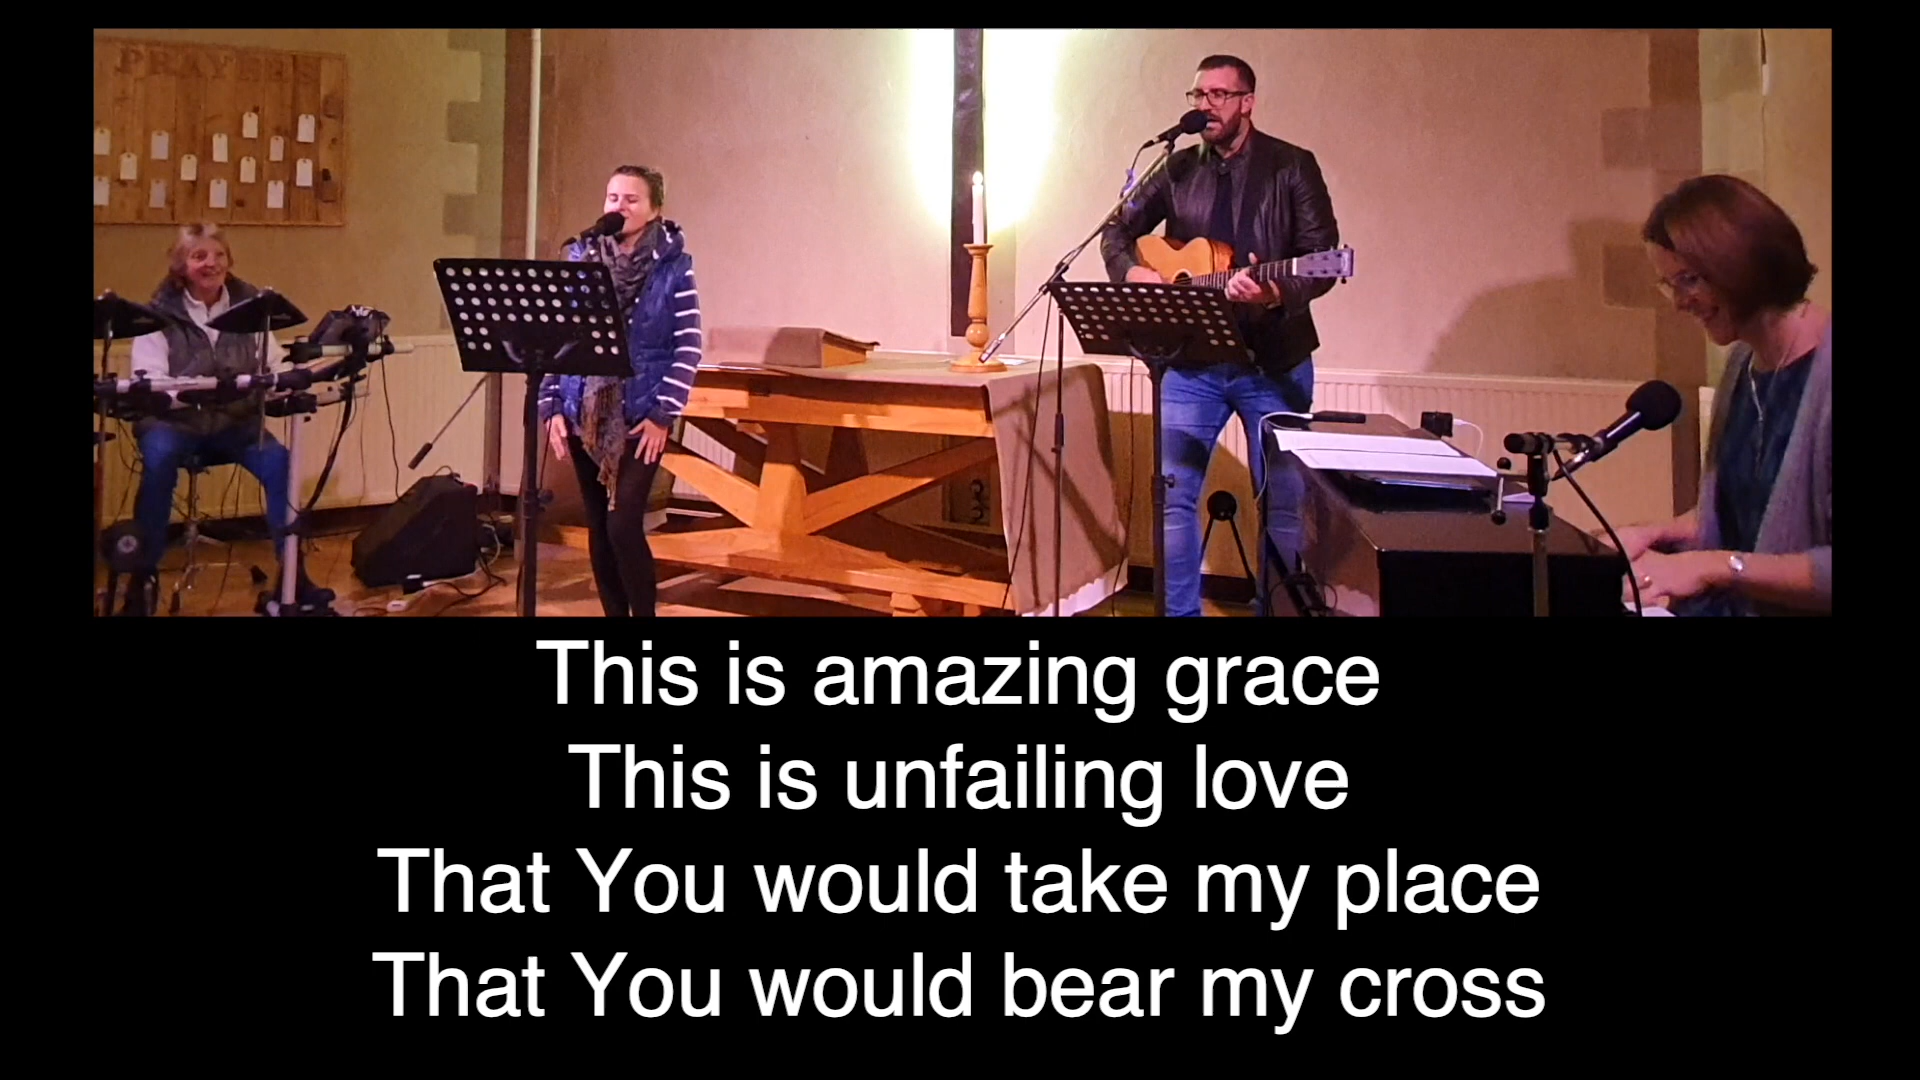 PRAYERS
This is amazing grace
This is unfailing love
That You would take my place
That You would bear my cross